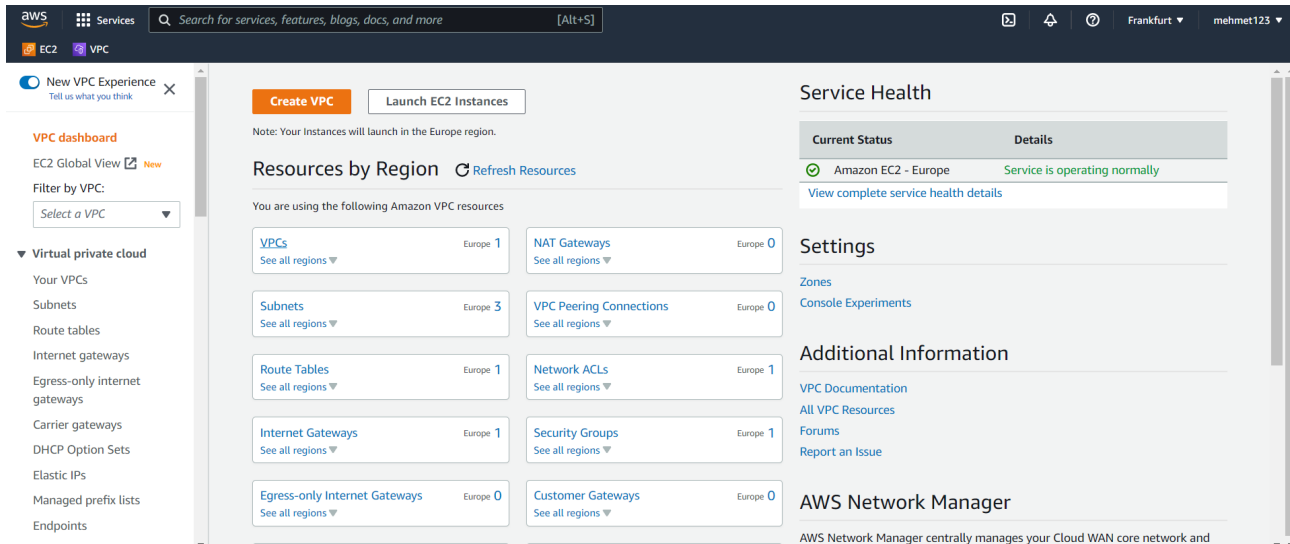 aws
Services
Search for services, features, blogs, docs, and more
[Alt+S]
Frankfurt ▼
mehmet123 ▼
EC2
VPC
New VPC Experience
Tell us what you think
VPC dashboard
EC2 Global View
New
Filter by VPC:
Select a VPC
Virtual private cloud
Your VPCs
Subnets
Route tables
Internet gateways
Egress-only internet
gateways
Carrier gateways
DHCP Option Sets
Elastic IPs
Managed prefix lists
Endpoints
Create VPC
Launch EC2 Instances
Note: Your Instances will launch in the Europe region.
Resources by Region
Refresh Resources
You are using the following Amazon VPC resources
VPCs Europe 1
See all regions
NAT Gateways Europe 0
See all regions
Subnets Europe 3
See all regions
VPC Peering Connections Europe 0
See all regions
Route Tables Europe 1
See all regions
Network ACLs Europe 1
See all regions
Internet Gateways Europe 1
See all regions
Security Groups Europe 1
See all regions
Egress-only Internet Gateways Europe 0
See all regions
Customer Gateways Europe 0
See all regions
Service Health
Current Status Details
Amazon EC2 - Europe Service is operating normally
View complete service health details
Settings
Zones
Console Experiments
Additional Information
VPC Documentation
All VPC Resources
Forums
Report an Issue
AWS Network Manager
AWS Network Manager centrally manages your Cloud WAN core network and